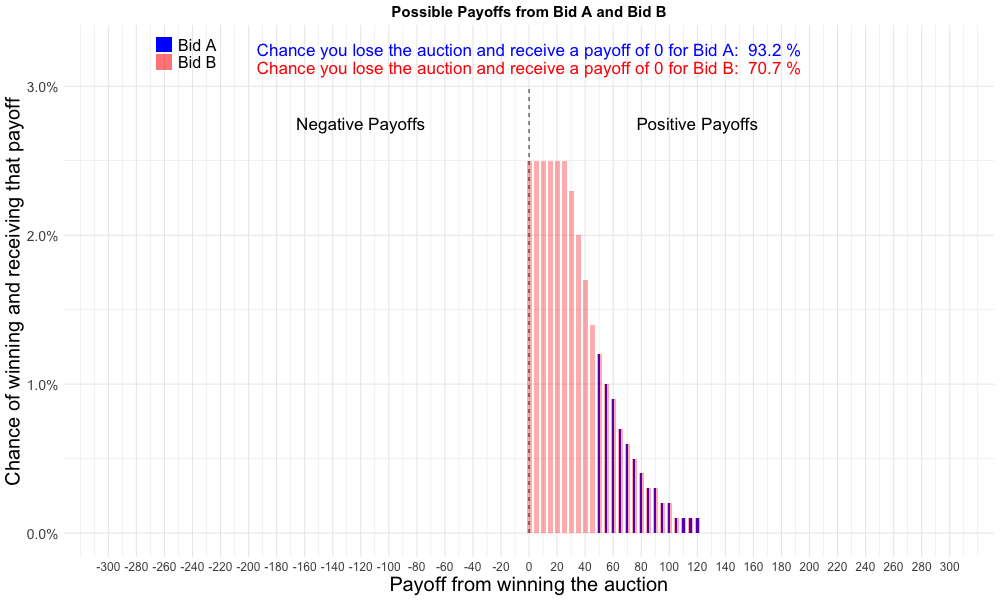 Possible Payoffs from Bid A and Bid B
Bid A
Bid B
Chance you lose the auction and receive a payoff of 0 for Bid A:  93.2 %
Chance you lose the auction and receive a payoff of 0 for Bid B:  70.7 %
Negative Payoffs
Positive Payoffs
Chance of winning and receiving that payoff
3.0%
2.0%
1.0%
0.0%
-300 -280 -260 -240 -220 -200 -180 -160 -140 -120 -100 -80 -60 -40 -20 0 20 40 60 80 100 120 140 160 180 200 220 240 260 280 300
Payoff from winning the auction